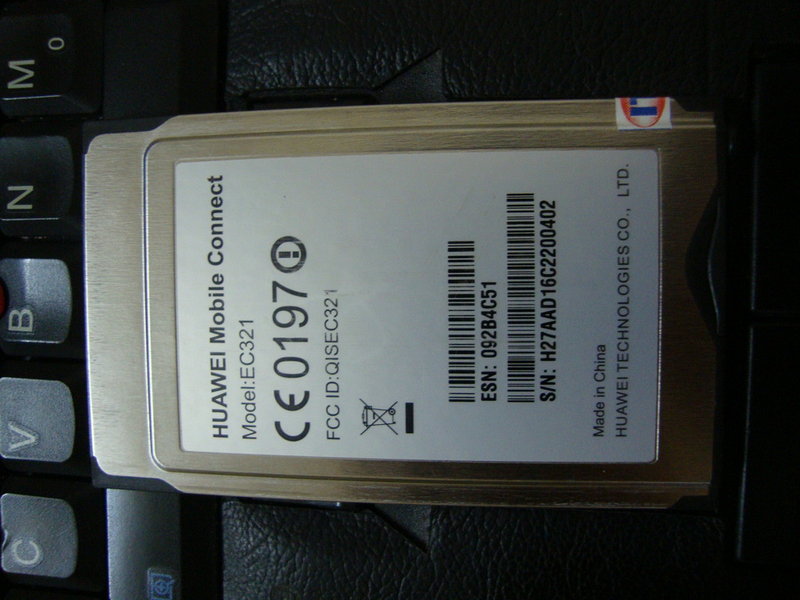 HUAWEI Mobile Connect
Model:EC321
CE0197
FCC ID:QISEC321
ESN: 092B4C51
S/N: H27AAD16C2200402
Made in China
HUAWEI TECHNOLOGIES CO., LTD.
M
0
N
B
V
C